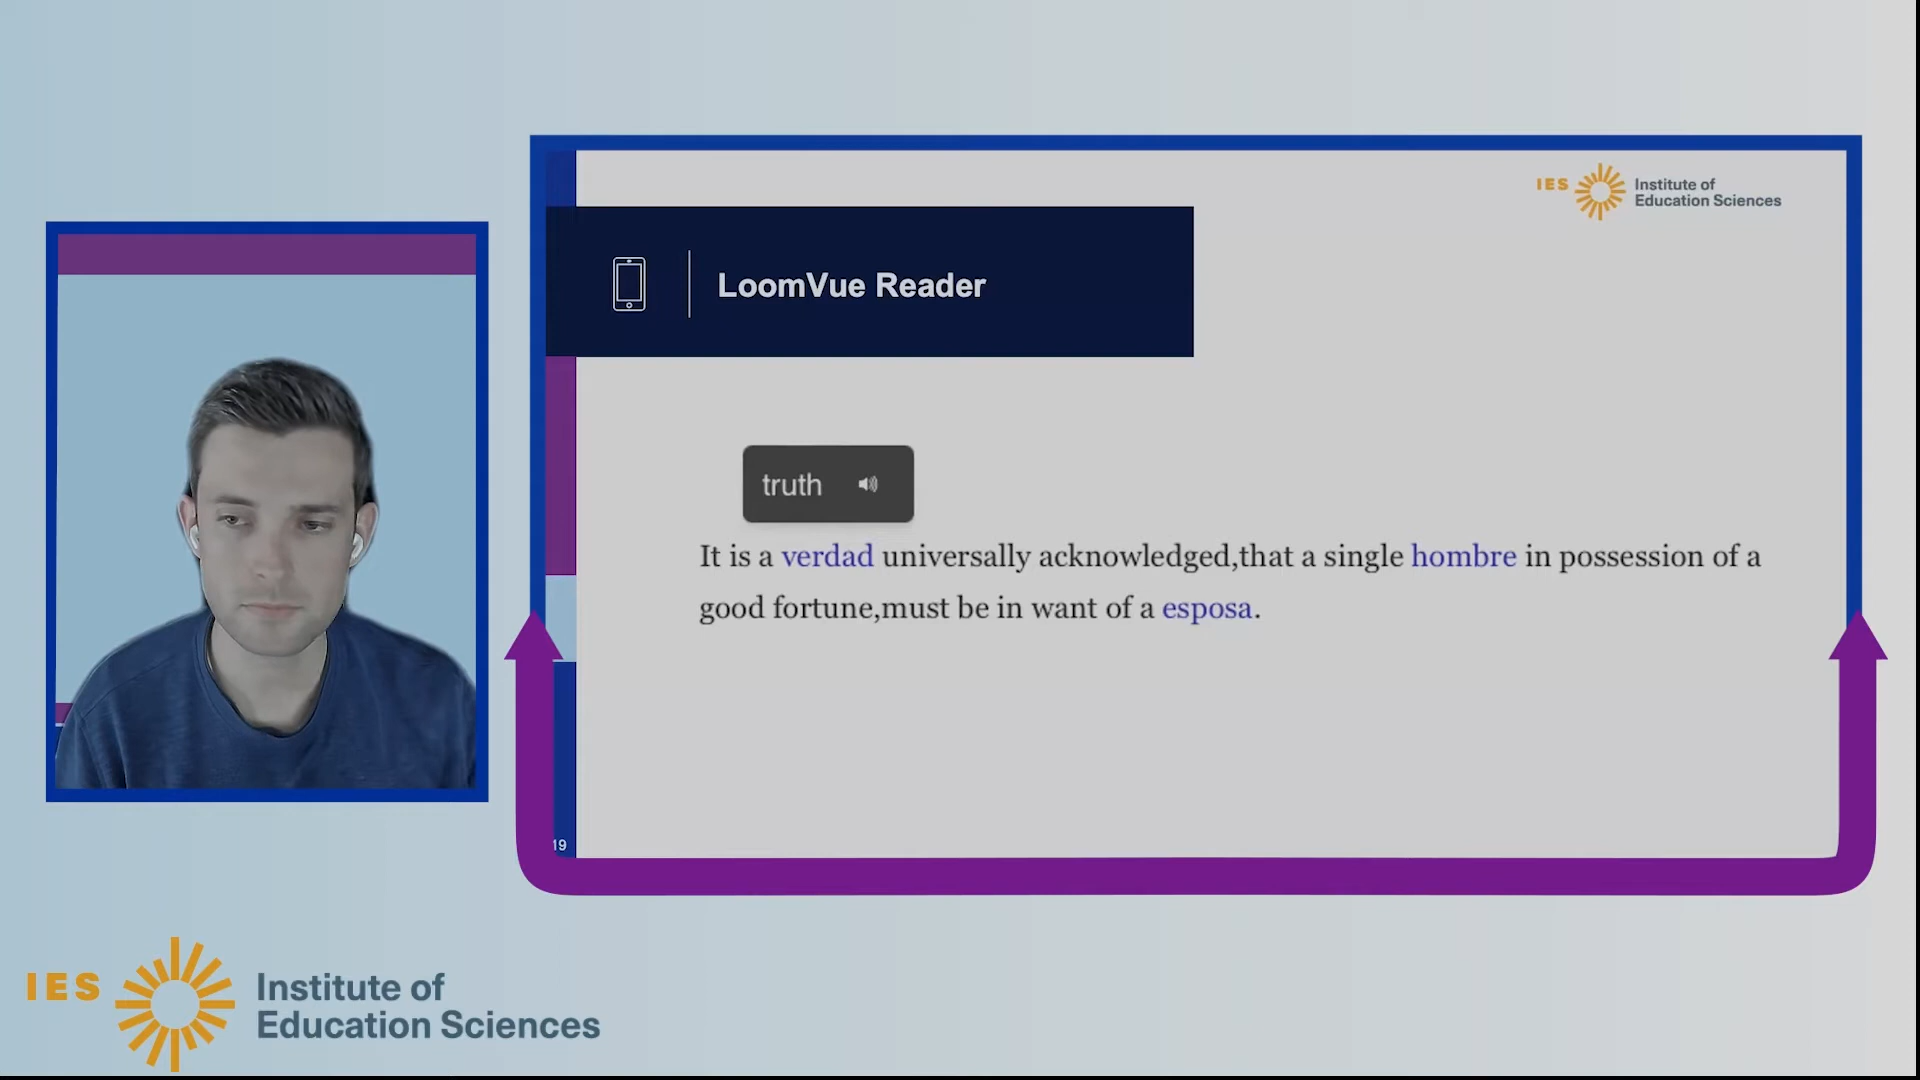 IES
Institute of
Education Sciences
LoomVue Reader
truth
It is a verdad universally acknowledged,that a single hombre in possession of a
good fortune,must be in want of a esposa.
19
IES
Institute of
Education Sciences